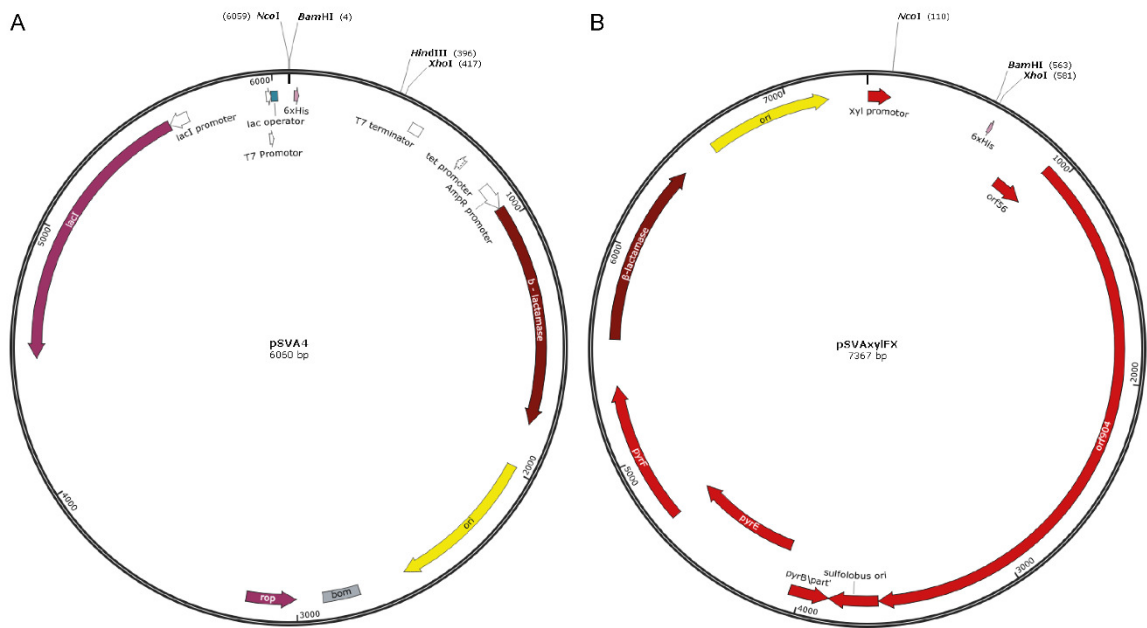 A
(6059) NcoI
BamHI (4)
HindIII (396)
XhoI (417)
6000
6xHis
lac operator
T7 Promotor
lacI promoter
T7 terminator
tet promoter
AmpR promoter
1000
b - lactamase
2000
ori
bom
3000
rop
4000
lacI
5000
pSVA4
6060 bp
B
NcoI (110)
BamHI (563)
XhoI (581)
Xyl promotor
6xHis
orf56
1000
orf904
2000
3000
sulfolobus ori
pyrB\part'
4000
pyrE
pyrF
5000
β-lactamase
6000
ori
7000
pSVAxylFX
7367 bp